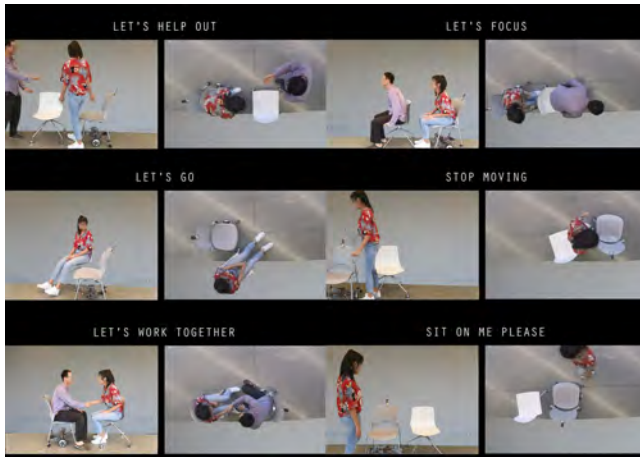 LET'S HELP OUT
LET'S FOCUS
LET'S GO
STOP MOVING
LET'S WORK TOGETHER
SIT ON ME PLEASE